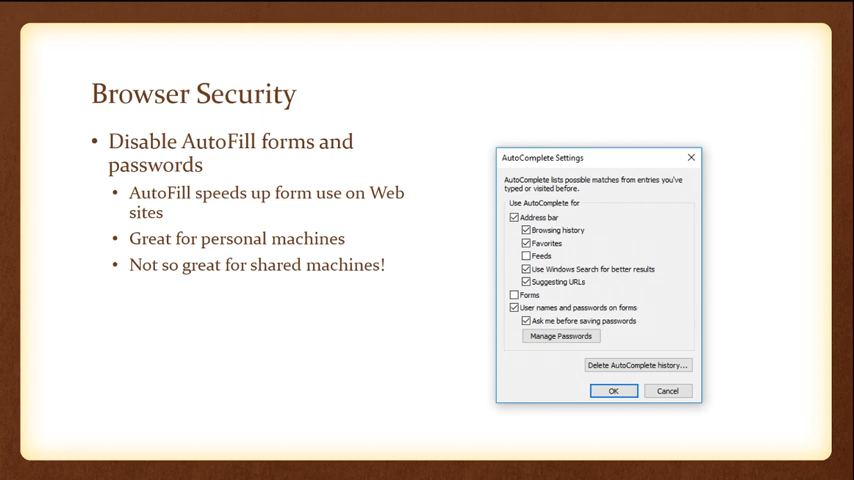 Browser Security
• Disable AutoFill forms and
passwords
• AutoFill speeds up form use on Web
sites
• Great for personal machines
• Not so great for shared machines!
AutoComplete Settings
AutoComplete lists possible matches from entries you've
typed or visited before.
Use AutoComplete for
Address bar
Browsing history
Favorites
Feeds
Use Windows Search for better results
Suggesting URLs
Forms
User names and passwords on forms
Ask me before saving passwords
Manage Passwords
Delete AutoComplete history...
OK Cancel